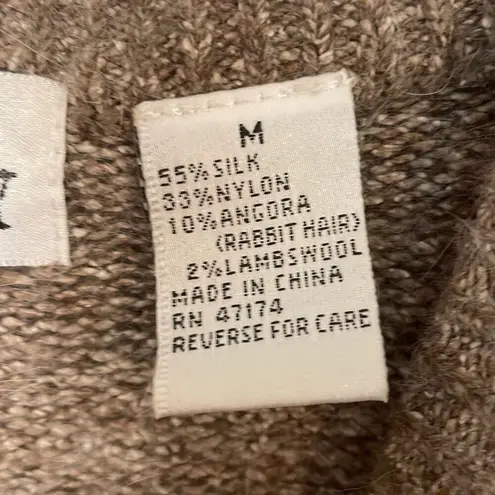 M
55% SILK
33% NYLON
10% ANGORA
(RABBIT HAIR)
2% LAMBSWOOL
MADE IN CHINA
RN 47174
REVERSE FOR CARE